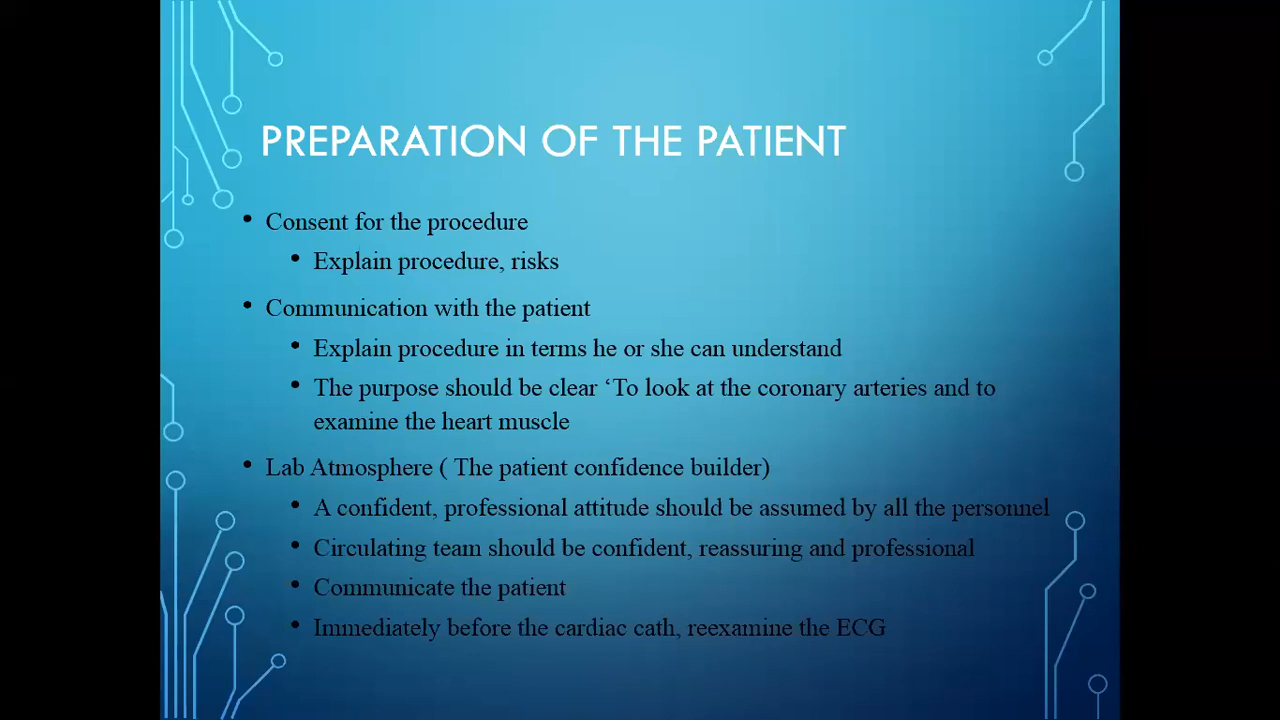 PREPARATION OF THE PATIENT
• Consent for the procedure
• Explain procedure, risks
• Communication with the patient
• Explain procedure in terms he or she can understand
• The purpose should be clear ‘To look at the coronary arteries and to
examine the heart muscle
• Lab Atmosphere ( The patient confidence builder)
• A confident, professional attitude should be assumed by all the personnel
• Circulating team should be confident, reassuring and professional
• Communicate the patient
• Immediately before the cardiac cath, reexamine the ECG